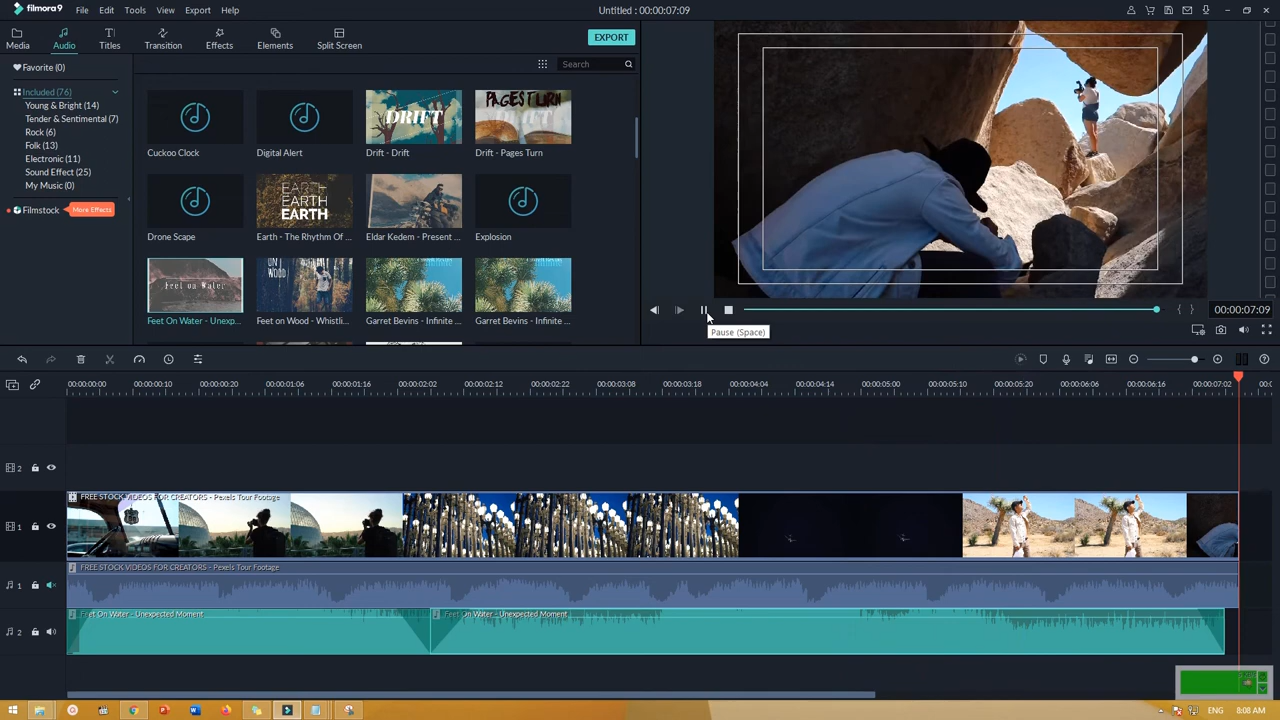 filmora9 File Edit Tools View Export Help Untitled : 00:00:07:09
Media Audio Titles Transition Effects Elements Split Screen EXPORT
Favorite (0)
Included (76)
Young & Bright (14)
Tender & Sentimental (7)
Rock (6)
Folk (13)
Electronic (11)
Sound Effect (25)
My Music (0)
Filmstock More Effects
Search
DRIFT
PAGES TURN
DRIFT
Cuckoo Clock Digital Alert Drift - Drift Drift - Pages Turn
EARTH
EARTH
EARTH
Drone Scape Earth - The Rhythm Of ... Eldar Kedem - Present ... Explosion
Feet on Water
Feet On Water - Unexp... Feet on Wood - Whistli... Garret Bevins - Infinite ... Garret Bevins - Infinite ...
00:00:07:09
Pause (Space)
00:00:00:00 00:00:00:10 00:00:00:20 00:00:01:06 00:00:01:16 00:00:02:02 00:00:02:12 00:00:02:22 00:00:03:08 00:00:03:18 00:00:04:04 00:00:04:14 00:00:05:00 00:00:05:10 00:00:05:20 00:00:06:06 00:00:06:16 00:00:07:02
2
FREE STOCK VIDEOS FOR CREATORS - Pexels Tour Footage
1
FREE STOCK VIDEOS FOR CREATORS - Pexels Tour Footage
1
Feet On Water - Unexpected Moment Feet On Water - Unexpected Moment
2
ENG 8:08 AM